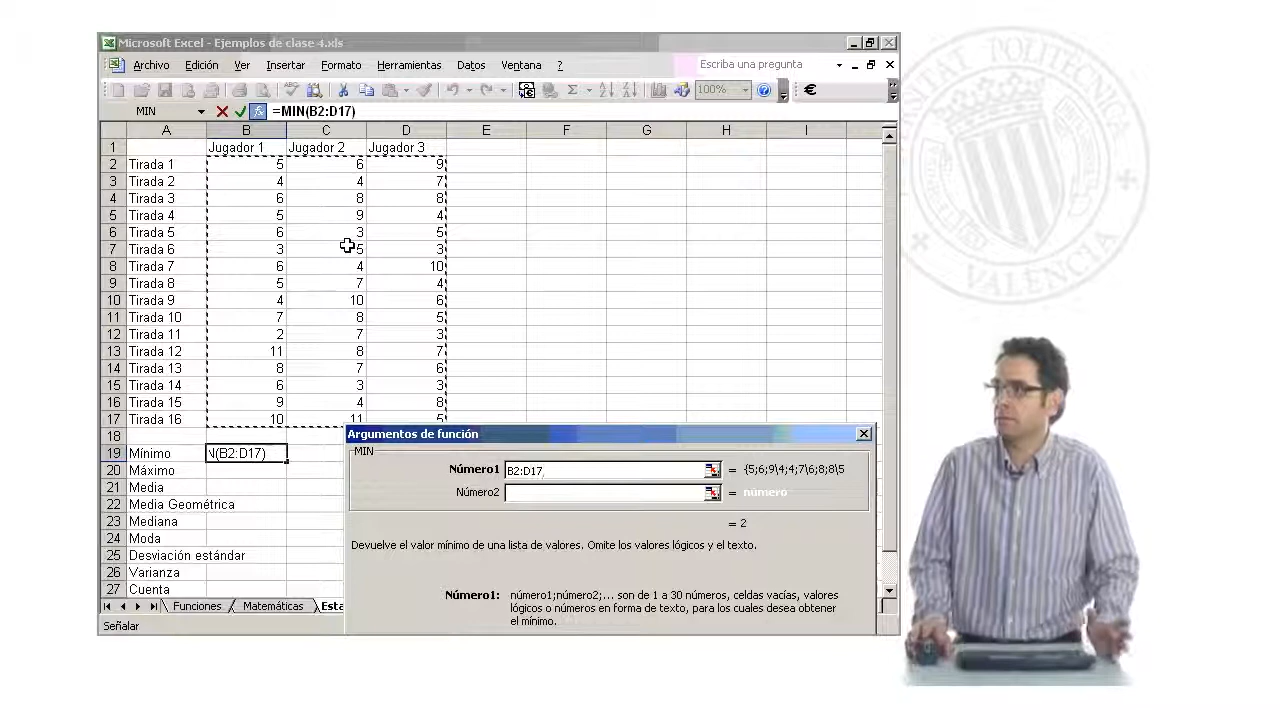 Microsoft Excel - Ejemplos de clase 4.xls
Archivo Edición Ver Insertar Formato Herramientas Datos Ventana ? Escriba una pregunta
100% €
MIN =MIN(B2:D17)
A B C D E F G H I
1 Jugador 1 Jugador 2 Jugador 3
2 Tirada 1 5 6 9
3 Tirada 2 4 4 7
4 Tirada 3 6 8 8
5 Tirada 4 5 9 4
6 Tirada 5 6 3 5
7 Tirada 6 3 5 3
8 Tirada 7 6 4 10
9 Tirada 8 5 7 4
10 Tirada 9 4 10 6
11 Tirada 10 7 8 5
12 Tirada 11 2 7 3
13 Tirada 12 11 8 7
14 Tirada 13 8 7 6
15 Tirada 14 6 3 3
16 Tirada 15 9 4 8
17 Tirada 16 10 11 5
18
19 Mínimo N(B2:D17)
20 Máximo
21 Media
22 Media Geométrica
23 Mediana
24 Moda
25 Desviación estándar
26 Varianza
27 Cuenta
Argumentos de función
MIN
Número1 B2:D17 = {5;6;9\4;4;7\6;8;8\5
Número2 = número
= 2
Devuelve el valor mínimo de una lista de valores. Omite los valores lógicos y el texto.
Número1: número1;número2;... son de 1 a 30 números, celdas vacías, valores
lógicos o números en forma de texto, para los cuales desea obtener
el mínimo.
Funciones Matemáticas Esta
Señalar
POLITÈCNICA
VALÈNCIA